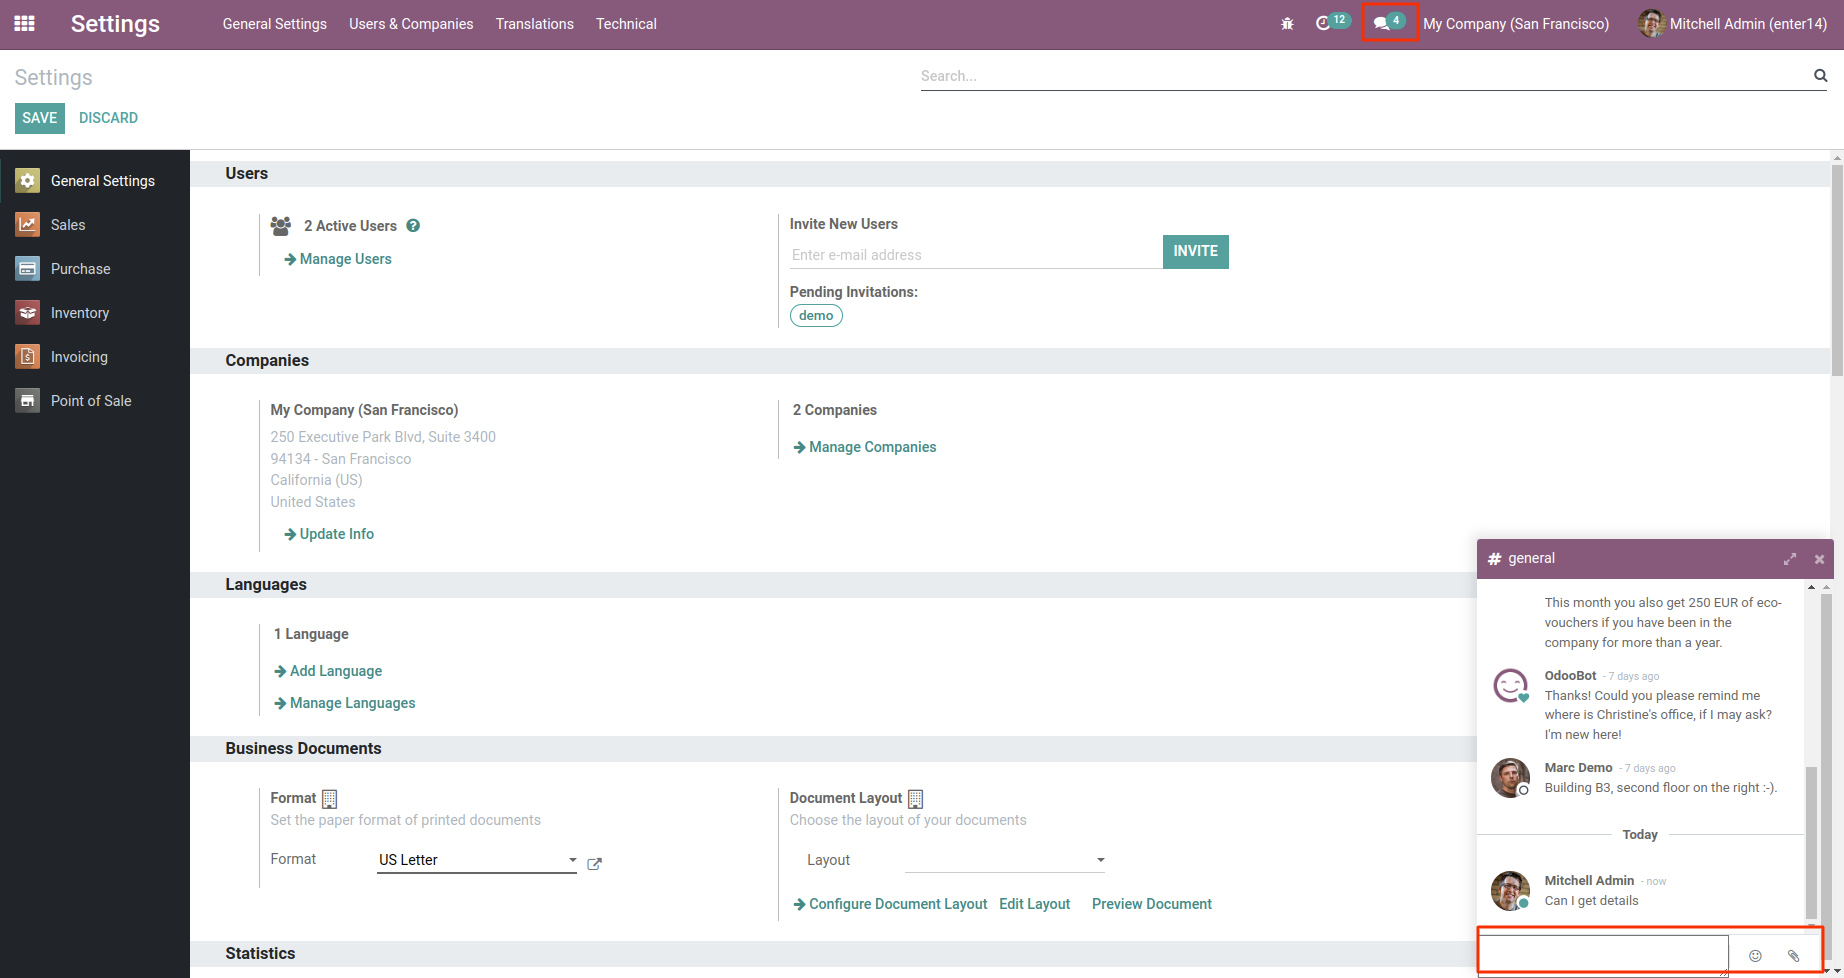 Settings
General Settings
Users & Companies
Translations
Technical
12
4
My Company (San Francisco)
Mitchell Admin (enter14)
Settings
Search...
SAVE
DISCARD
General Settings
Sales
Purchase
Inventory
Invoicing
Point of Sale
Users
2 Active Users
Manage Users
Invite New Users
Enter e-mail address
INVITE
Pending Invitations:
demo
Companies
My Company (San Francisco)
250 Executive Park Blvd, Suite 3400
94134 - San Francisco
California (US)
United States
Update Info
2 Companies
Manage Companies
Languages
1 Language
Add Language
Manage Languages
Business Documents
Format
Set the paper format of printed documents
Format
US Letter
Document Layout
Choose the layout of your documents
Layout
Configure Document Layout
Edit Layout
Preview Document
Statistics
# general
This month you also get 250 EUR of eco-
vouchers if you have been in the
company for more than a year.
OdooBot - 7 days ago
Thanks! Could you please remind me
where is Christine's office, if I may ask?
I'm new here!
Marc Demo - 7 days ago
Building B3, second floor on the right :-).
Today
Mitchell Admin - now
Can I get details